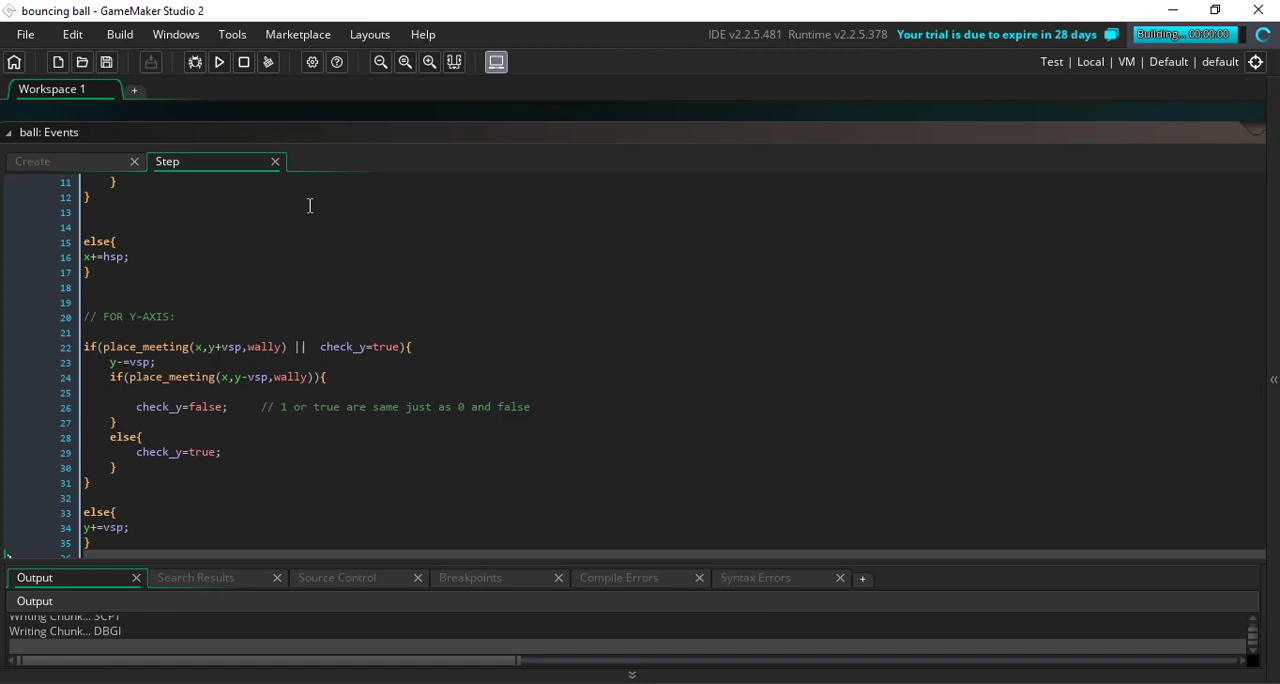 bouncing ball - GameMaker Studio 2
File Edit Build Windows Tools Marketplace Layouts Help IDE v2.2.5.481 Runtime v2.2.5.378 Your trial is due to expire in 28 days Building... 00:00:00
Test | Local | VM | Default | default
Workspace 1 +
ball: Events
Create Step
11 }
12 }
13
14
15 else{
16 x+=hsp;
17 }
18
19
20 // FOR Y-AXIS:
21
22 if(place_meeting(x,y+vsp,wally) || check_y=true){
23 y-=vsp;
24 if(place_meeting(x,y-vsp,wally)){
25
26 check_y=false; // 1 or true are same just as 0 and false
27 }
28 else{
29 check_y=true;
30 }
31 }
32
33 else{
34 y+=vsp;
35 }
36
Output Search Results Source Control Breakpoints Compile Errors Syntax Errors +
Output
Writing Chunk... SCPT
Writing Chunk... DBGI